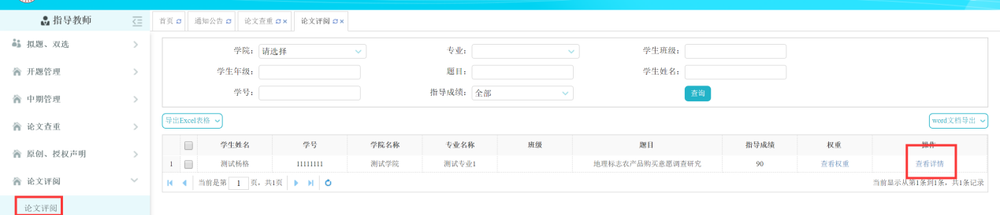 指导教师
首页 通知公告 论文查重 论文评阅
拟题、双选
开题管理
中期管理
论文查重
原创、授权声明
论文评阅
论文评阅
学院： 请选择 专业： 学生班级：
学生年级： 题目： 学生姓名：
学号： 指导成绩： 全部 查询
导出Excel表格 word文档导出
学生姓名 学号 学院名称 专业名称 班级 题目 指导成绩 权重 操作
1 测试杨格 11111111 测试学院 测试专业1 地理标志农产品购买意愿调查研究 90 查看权重 查看详情
当前是第 1 页，共1页 当前显示从第1条到1条，共1条记录